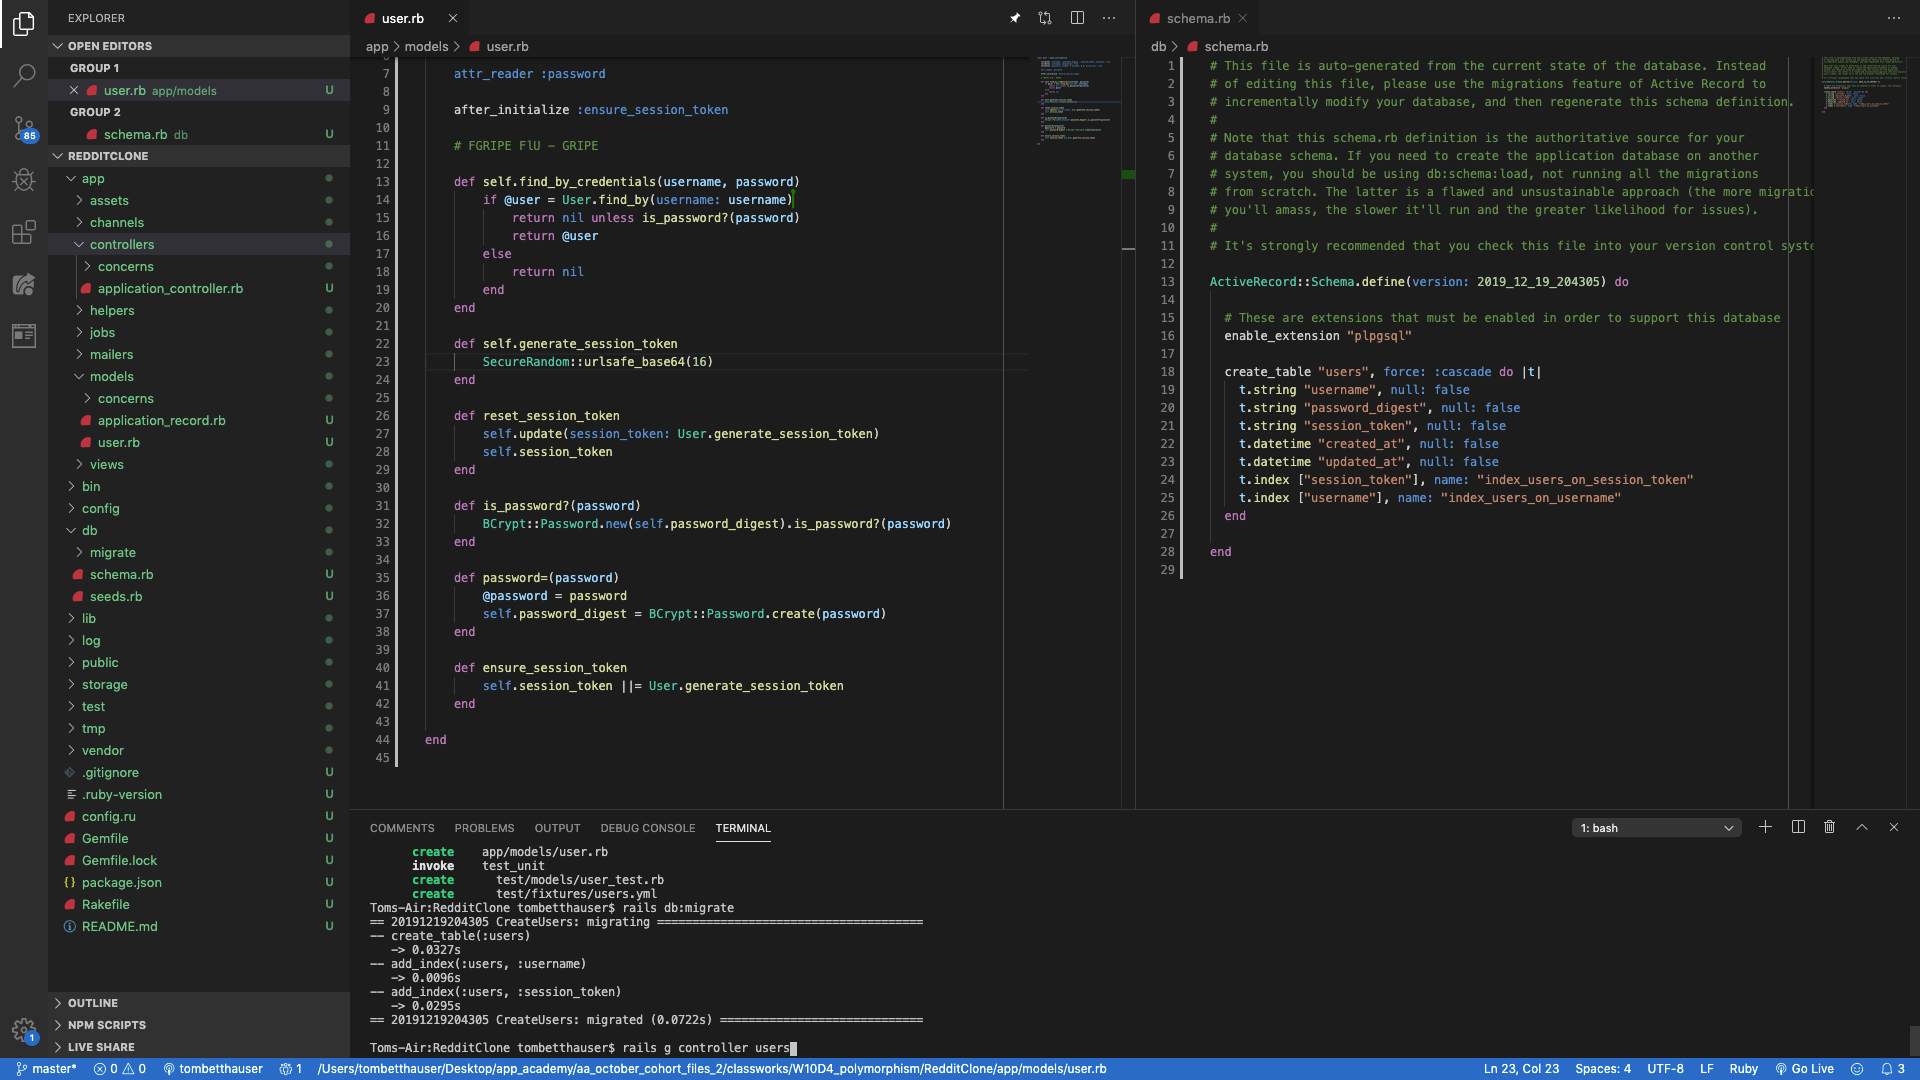 EXPLORER
OPEN EDITORS
GROUP 1
user.rb app/models U
GROUP 2
schema.rb db U
85
REDDITCLONE
app
assets
channels
controllers
concerns
application_controller.rb U
helpers
jobs
mailers
models
concerns
application_record.rb U
user.rb U
views
bin
config
db
migrate
schema.rb U
seeds.rb U
lib
log
public
storage
test
tmp
vendor
.gitignore U
.ruby-version U
config.ru U
Gemfile U
Gemfile.lock U
package.json U
Rakefile U
README.md U
OUTLINE
NPM SCRIPTS
LIVE SHARE
1
user.rb
app > models > user.rb
7 attr_reader :password
8
9 after_initialize :ensure_session_token
10
11 # FGRIPE FlU - GRIPE
12
13 def self.find_by_credentials(username, password)
14 if @user = User.find_by(username: username)
15 return nil unless is_password?(password)
16 return @user
17 else
18 return nil
19 end
20 end
21
22 def self.generate_session_token
23 SecureRandom::urlsafe_base64(16)
24 end
25
26 def reset_session_token
27 self.update(session_token: User.generate_session_token)
28 self.session_token
29 end
30
31 def is_password?(password)
32 BCrypt::Password.new(self.password_digest).is_password?(password)
33 end
34
35 def password=(password)
36 @password = password
37 self.password_digest = BCrypt::Password.create(password)
38 end
39
40 def ensure_session_token
41 self.session_token ||= User.generate_session_token
42 end
43
44 end
45
schema.rb
db > schema.rb
1 # This file is auto-generated from the current state of the database. Instead
2 # of editing this file, please use the migrations feature of Active Record to
3 # incrementally modify your database, and then regenerate this schema definition.
4 #
5 # Note that this schema.rb definition is the authoritative source for your
6 # database schema. If you need to create the application database on another
7 # system, you should be using db:schema:load, not running all the migrations
8 # from scratch. The latter is a flawed and unsustainable approach (the more migratio
9 # you'll amass, the slower it'll run and the greater likelihood for issues).
10 #
11 # It's strongly recommended that you check this file into your version control syste
12
13 ActiveRecord::Schema.define(version: 2019_12_19_204305) do
14
15 # These are extensions that must be enabled in order to support this database
16 enable_extension "plpgsql"
17
18 create_table "users", force: :cascade do |t|
19 t.string "username", null: false
20 t.string "password_digest", null: false
21 t.string "session_token", null: false
22 t.datetime "created_at", null: false
23 t.datetime "updated_at", null: false
24 t.index ["session_token"], name: "index_users_on_session_token"
25 t.index ["username"], name: "index_users_on_username"
26 end
27
28 end
29
COMMENTS PROBLEMS OUTPUT DEBUG CONSOLE TERMINAL 1: bash
create app/models/user.rb
invoke test_unit
create test/models/user_test.rb
create test/fixtures/users.yml
Toms-Air:RedditClone tombetthauser$ rails db:migrate
== 20191219204305 CreateUsers: migrating ======================================
-- create_table(:users)
-> 0.0327s
-- add_index(:users, :username)
-> 0.0096s
-- add_index(:users, :session_token)
-> 0.0295s
== 20191219204305 CreateUsers: migrated (0.0722s) =============================
Toms-Air:RedditClone tombetthauser$ rails g controller users
master* 0 0 tombetthauser 1 /Users/tombetthauser/Desktop/app_academy/aa_october_cohort_files_2/classworks/W10D4_polymorphism/RedditClone/app/models/user.rb Ln 23, Col 23 Spaces: 4 UTF-8 LF Ruby Go Live 3